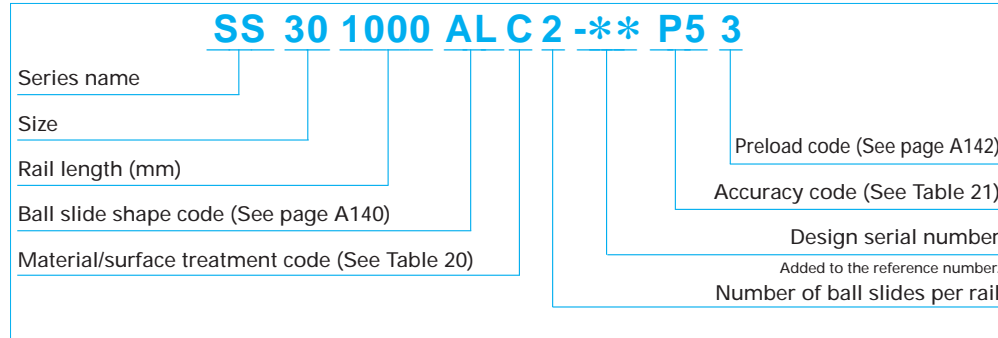 SS 30 1000 AL C 2 -** P5 3
Series name
Size
Rail length (mm)
Ball slide shape code (See page A140)
Material/surface treatment code (See Table 20)
Preload code (See page A142)
Accuracy code (See Table 21)
Design serial number
Added to the reference number.
Number of ball slides per rail